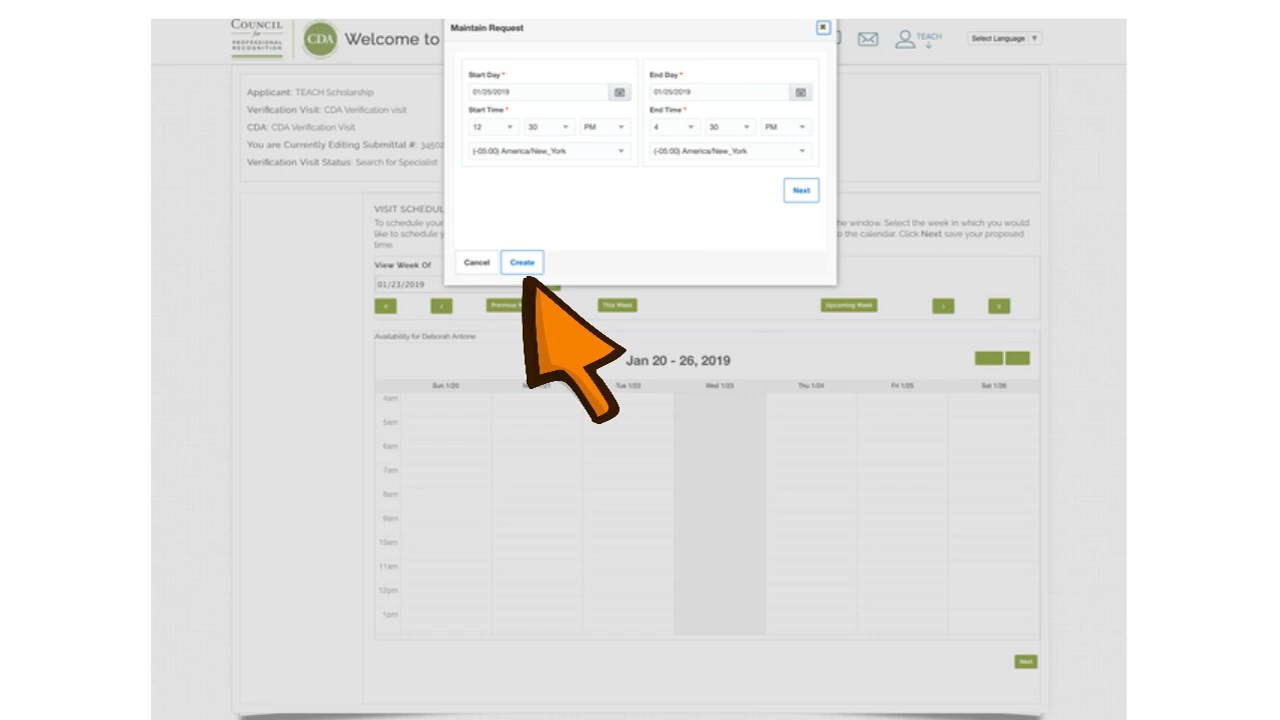 COUNCIL
for
PROFESSIONAL
RECOGNITION
CDA
Welcome to
TEACH
Select Language
Maintain Request
Start Day *
01/25/2019
Start Time *
12
30
PM
(-05:00) America/New_York
End Day *
01/25/2019
End Time *
4
30
PM
(-05:00) America/New_York
Next
Cancel
Create
Applicant: TEACH Scholarship
Verification Visit: CDA Verification visit
CDA: CDA Verification Visit
You are Currently Editing Submittal #: 34502
Verification Visit Status: Search for Specialist
VISIT SCHEDUL
To schedule your
he window. Select the week in which you would
like to schedule y
o the calendar. Click Next save your proposed
time.
View Week Of
01/23/2019
«
‹
Previous
This Week
Upcoming Week
›
»
Availability for Deborah Antone
Jan 20 - 26, 2019
Sun 1/20
Tue 1/22
Wed 1/23
Thu 1/24
Fri 1/25
Sat 1/26
4am
5am
6am
7am
8am
9am
10am
11am
12pm
1pm
Next